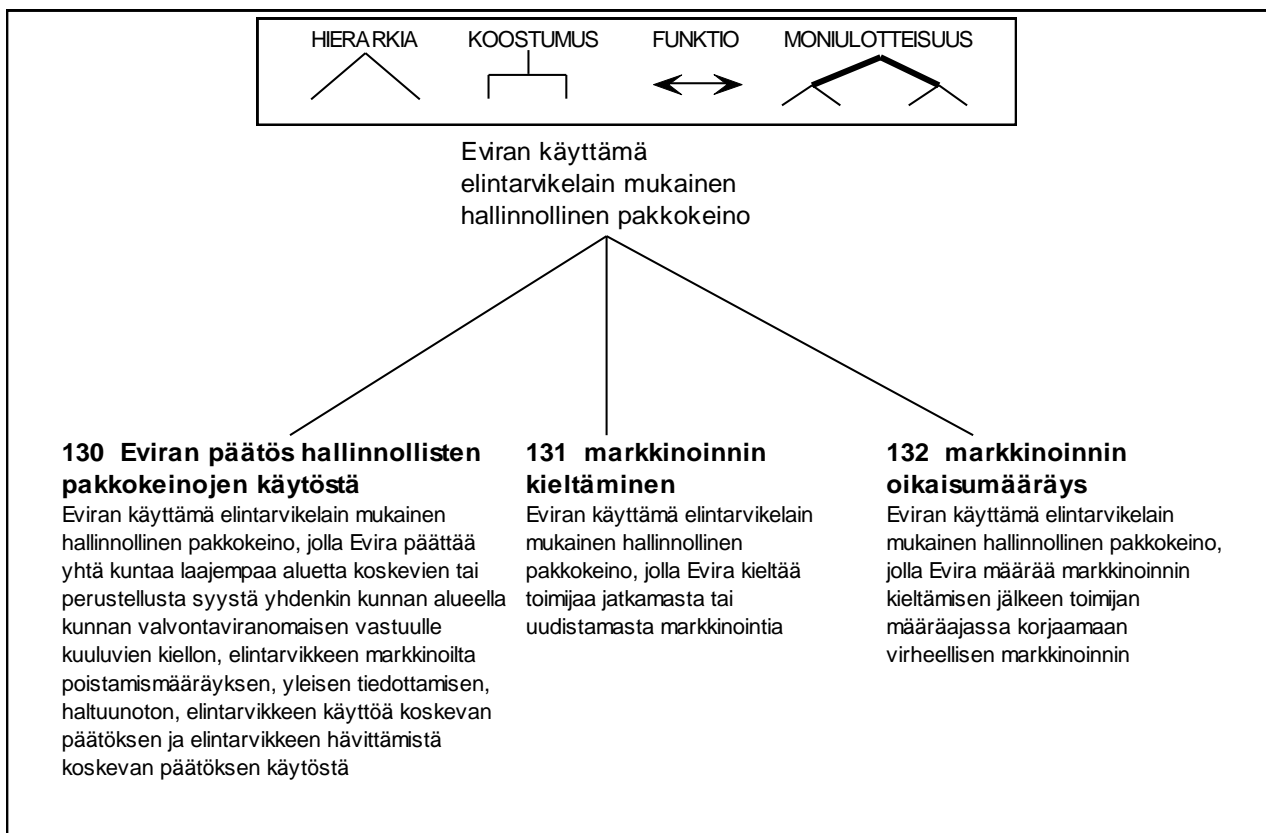 HIERARKIA KOOSTUMUS FUNKTIO MONIULOTTEISUUS
Eviran käyttämä
elintarvikelain mukainen
hallinnollinen pakkokeino
130 Eviran päätös hallinnollisten
pakkokeinojen käytöstä
Eviran käyttämä elintarvikelain mukainen
hallinnollinen pakkokeino, jolla Evira päättää
yhtä kuntaa laajempaa aluetta koskevien tai
perustellusta syystä yhdenkin kunnan alueella
kunnan valvontaviranomaisen vastuulle
kuuluvien kiellon, elintarvikkeen markkinoilta
poistamismääräyksen, yleisen tiedottamisen,
haltuunoton, elintarvikkeen käyttöä koskevan
päätöksen ja elintarvikkeen hävittämistä
koskevan päätöksen käytöstä
131 markkinoinnin
kieltäminen
Eviran käyttämä elintarvikelain
mukainen hallinnollinen
pakkokeino, jolla Evira kieltää
toimijaa jatkamasta tai
uudistamasta markkinointia
132 markkinoinnin
oikaisumääräys
Eviran käyttämä elintarvikelain
mukainen hallinnollinen pakkokeino,
jolla Evira määrää markkinoinnin
kieltämisen jälkeen toimijan
määräajassa korjaamaan
virheellisen markkinoinnin